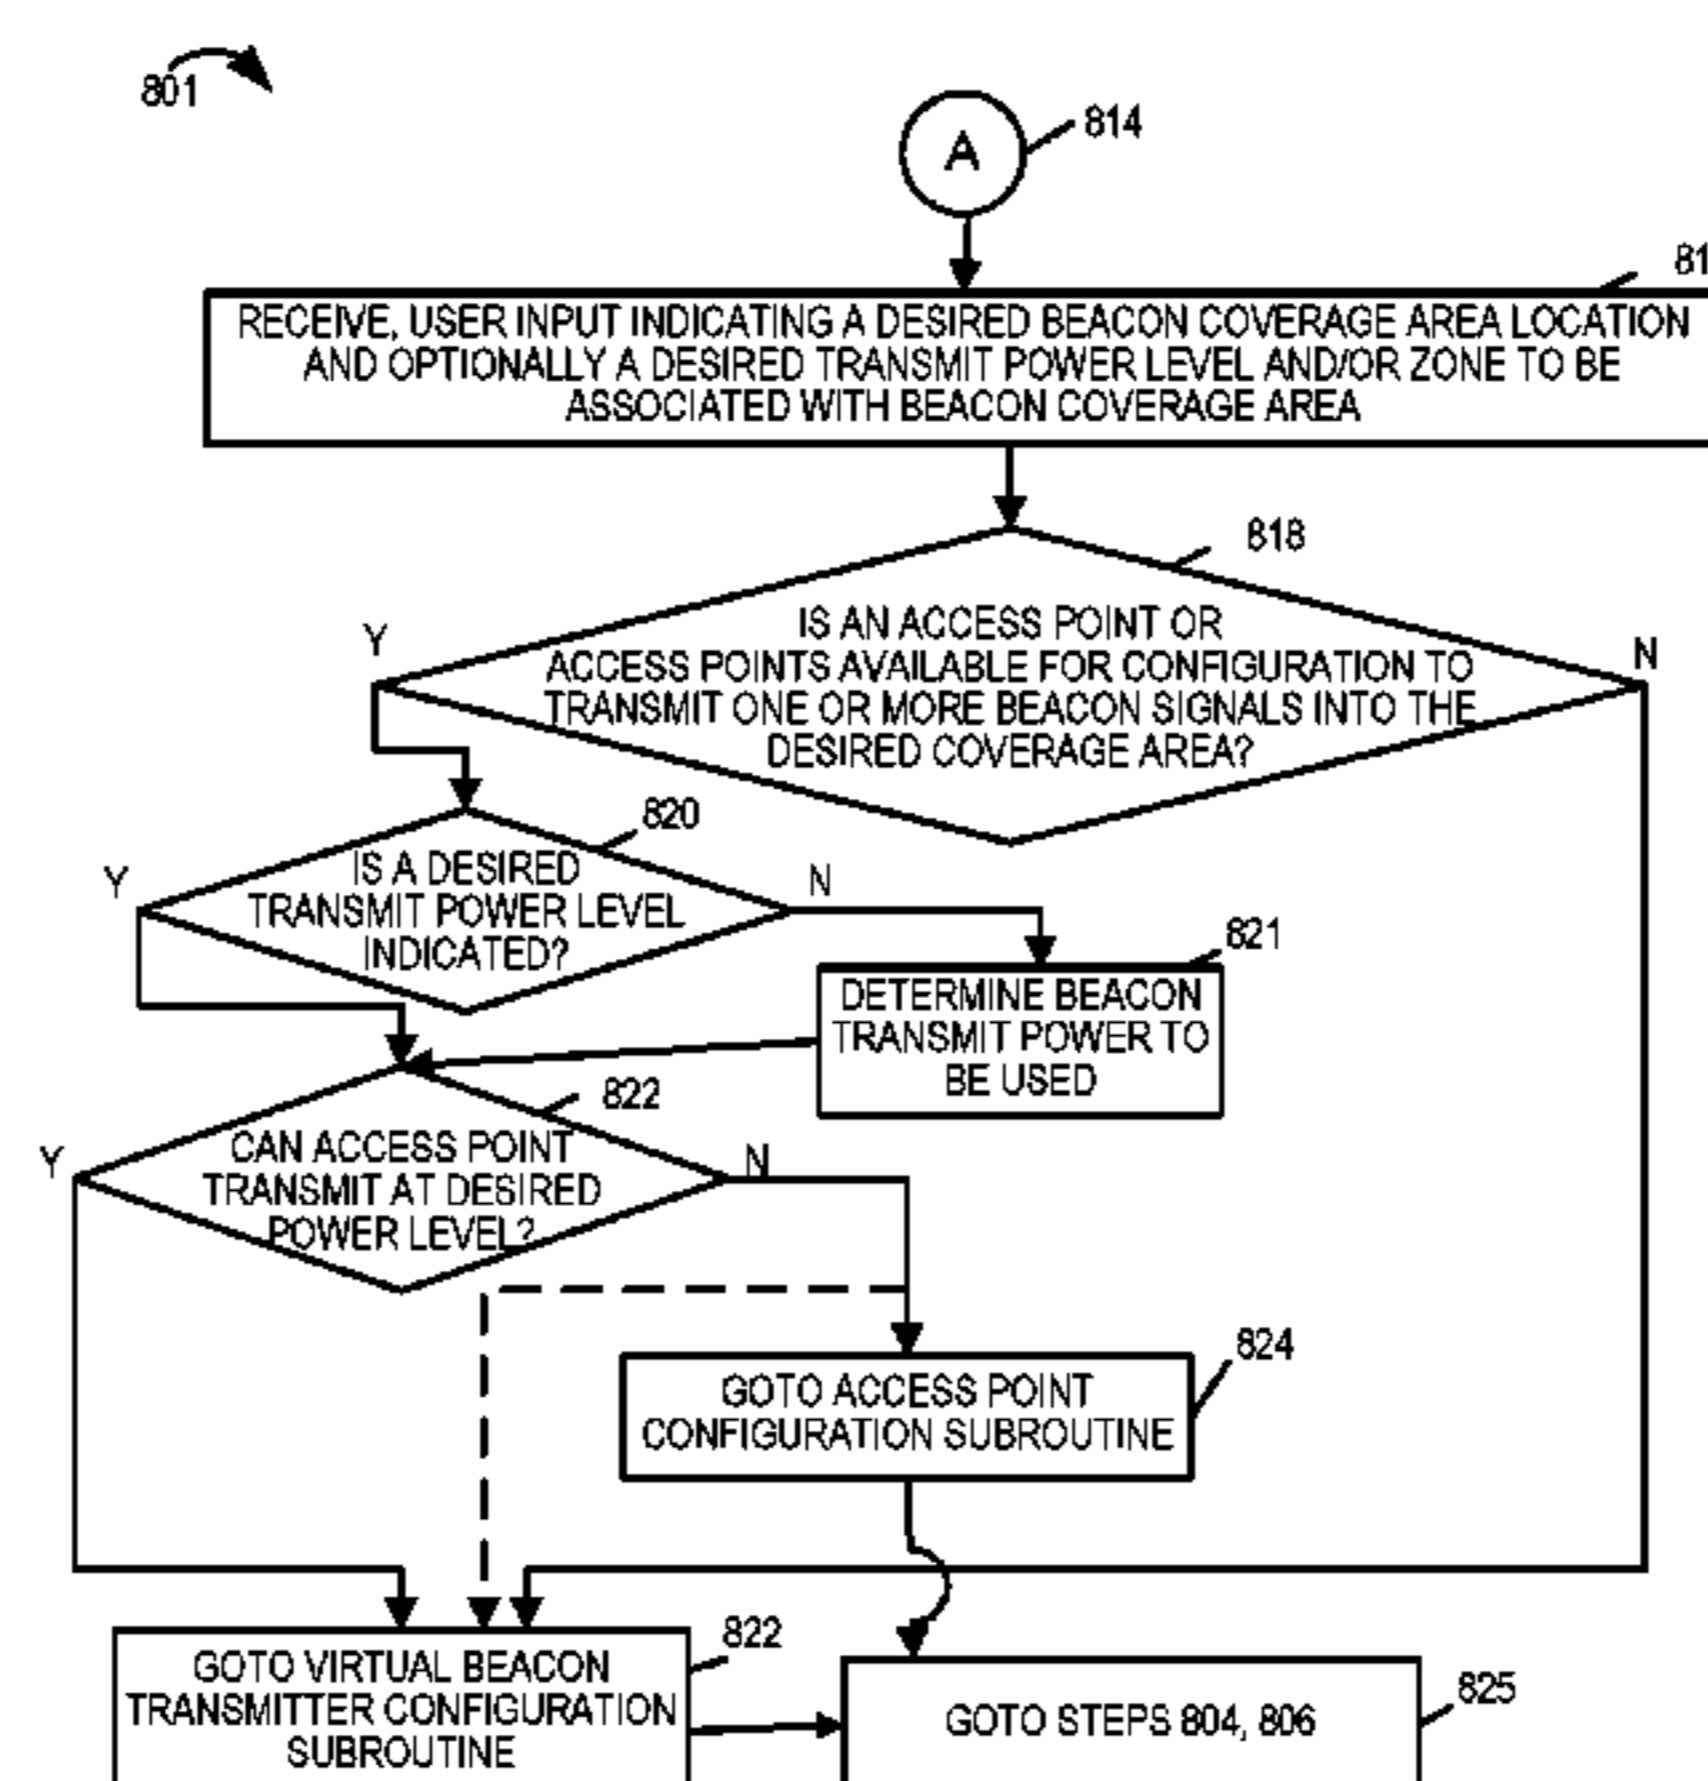 801
A
814
81
RECEIVE, USER INPUT INDICATING A DESIRED BEACON COVERAGE AREA LOCATION
AND OPTIONALLY A DESIRED TRANSMIT POWER LEVEL AND/OR ZONE TO BE
ASSOCIATED WITH BEACON COVERAGE AREA
818
Y
N
IS AN ACCESS POINT OR
ACCESS POINTS AVAILABLE FOR CONFIGURATION TO
TRANSMIT ONE OR MORE BEACON SIGNALS INTO THE
DESIRED COVERAGE AREA?
820
Y
N
IS A DESIRED
TRANSMIT POWER LEVEL
INDICATED?
821
DETERMINE BEACON
TRANSMIT POWER TO
BE USED
822
Y
N
CAN ACCESS POINT
TRANSMIT AT DESIRED
POWER LEVEL?
824
GOTO ACCESS POINT
CONFIGURATION SUBROUTINE
822
GOTO VIRTUAL BEACON
TRANSMITTER CONFIGURATION
SUBROUTINE
825
GOTO STEPS 804, 806